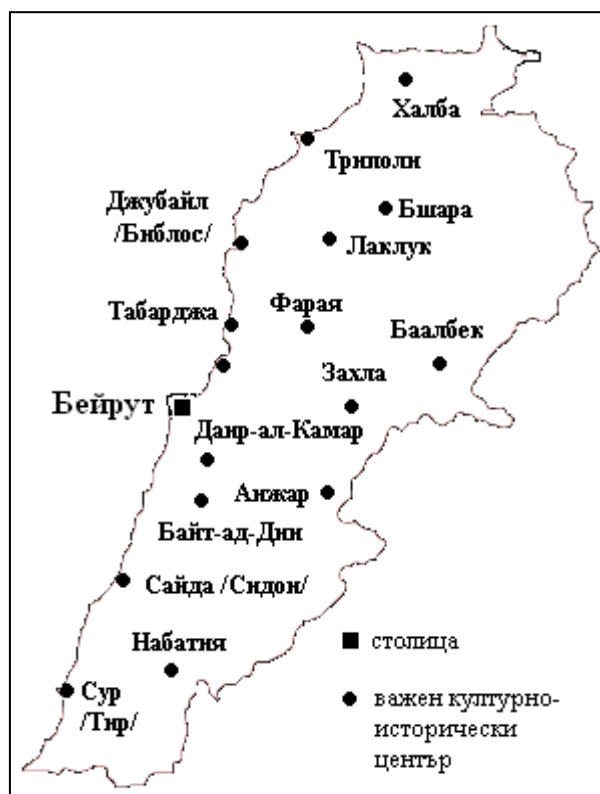 Халба
Триполи
Бшара
Джубайл
/Библос/
Лаклук
Табарджа
Фарая
Баалбек
Захла
Бейрут
Даир-ал-Камар
Анжар
Байт-ад-Дин
Сайда /Сидон/
Набатия
столица
Сур
/Тир/
важен културно-
исторически
център